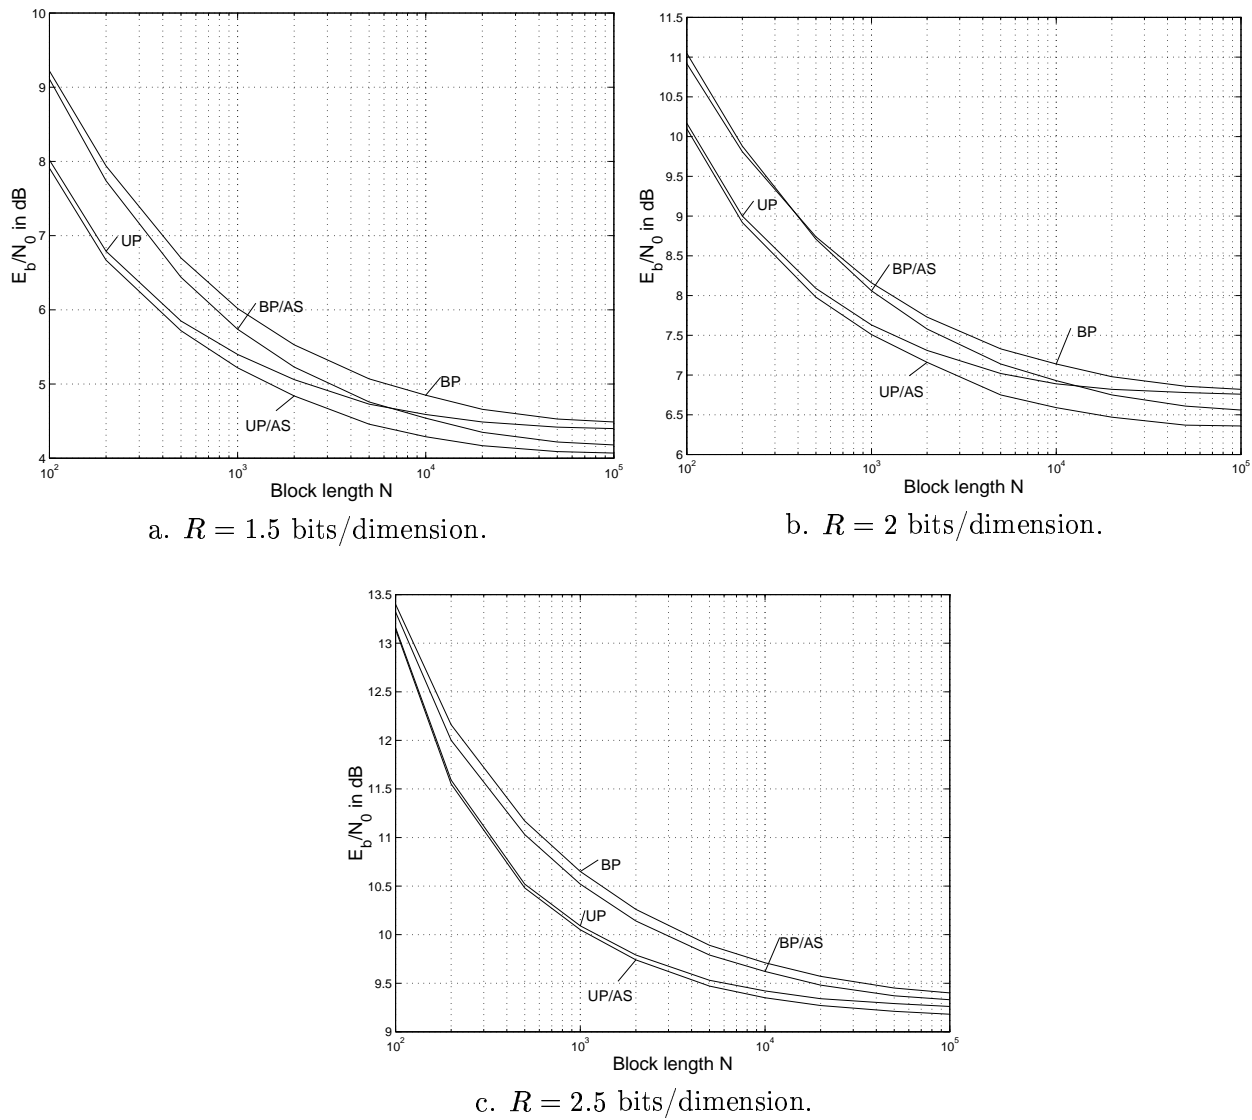 10
9
8
7
6
5
4
E_b/N_0 in dB
UP
BP/AS
BP
UP/AS
10^2
10^3
10^4
10^5
Block length N
a. R = 1.5 bits/dimension.
11.5
11
10.5
10
9.5
9
8.5
8
7.5
7
6.5
6
E_b/N_0 in dB
UP
BP/AS
BP
UP/AS
10^2
10^3
10^4
10^5
Block length N
b. R = 2 bits/dimension.
13.5
13
12.5
12
11.5
11
10.5
10
9.5
9
E_b/N_0 in dB
BP
UP
BP/AS
UP/AS
10^2
10^3
10^4
10^5
Block length N
c. R = 2.5 bits/dimension.